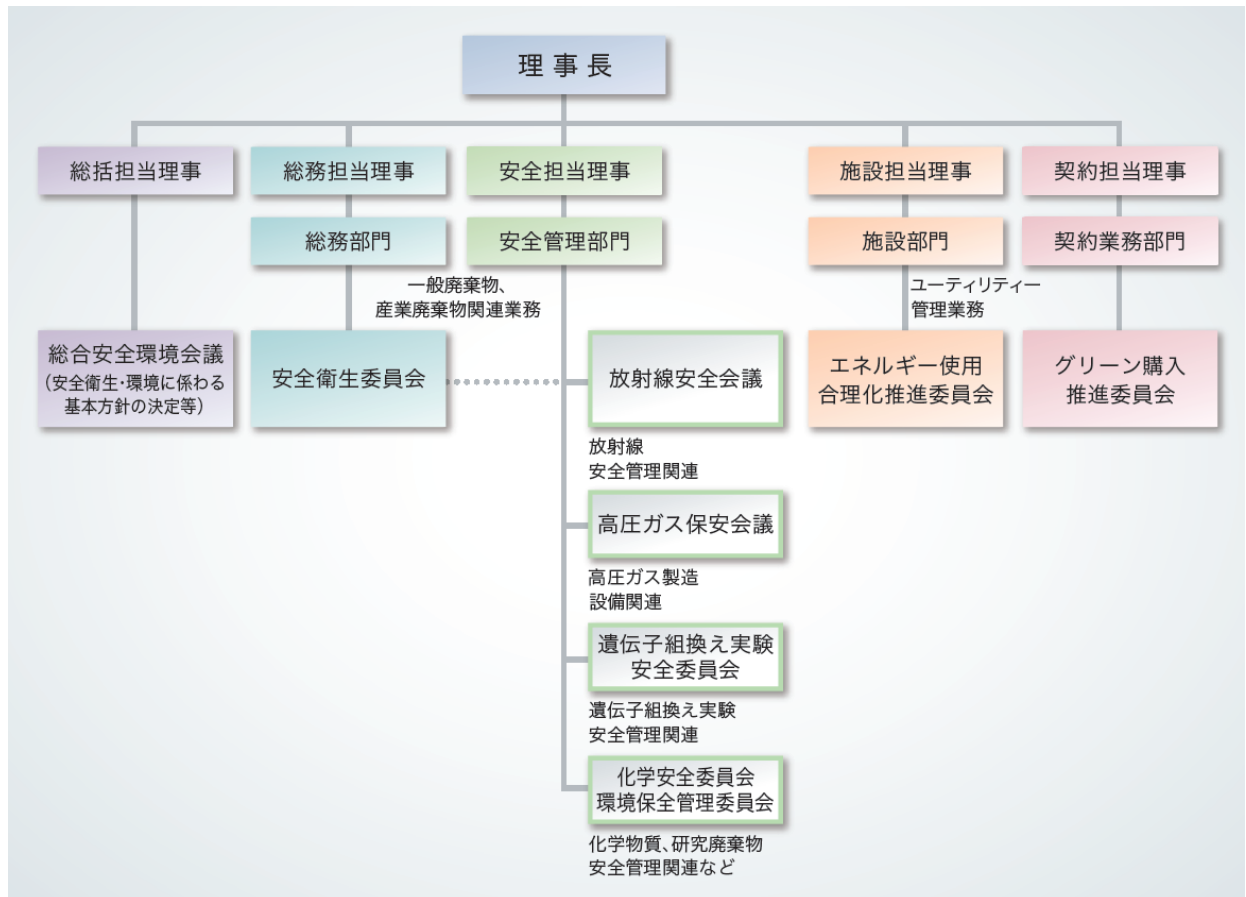 理事長
総括担当理事
総務担当理事
安全担当理事
施設担当理事
契約担当理事
総務部門
安全管理部門
施設部門
契約業務部門
一般廃棄物、
産業廃棄物関連業務
ユーティリティー
管理業務
総合安全環境会議
（安全衛生・環境に係わる
基本方針の決定等）
安全衛生委員会
放射線安全会議
エネルギー使用
合理化推進委員会
グリーン購入
推進委員会
放射線
安全管理関連
高圧ガス保安会議
高圧ガス製造
設備関連
遺伝子組換え実験
安全委員会
遺伝子組換え実験
安全管理関連
化学安全委員会
環境保全管理委員会
化学物質、研究廃棄物
安全管理関連など